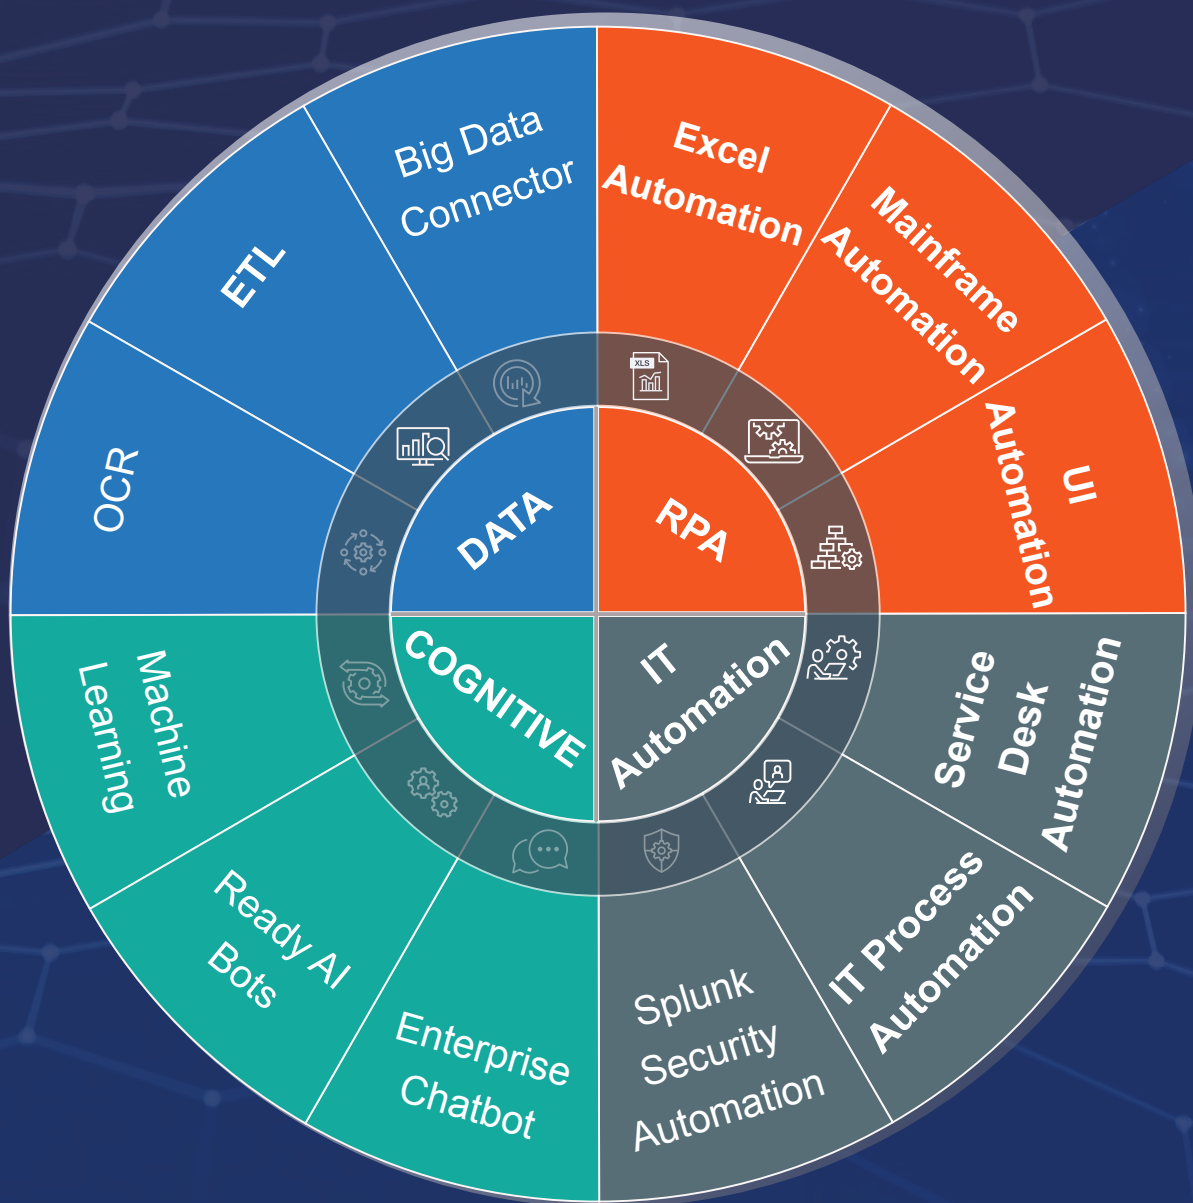 Big Data
Connector
ETL
OCR
Excel
Automation
Mainframe
Automation
UI
Automation
XLS
DATA
RPA
COGNITIVE
IT
Automation
Machine
Learning
Ready AI
Bots
Enterprise
Chatbot
Service
Desk
Automation
IT Process
Automation
Splunk
Security
Automation